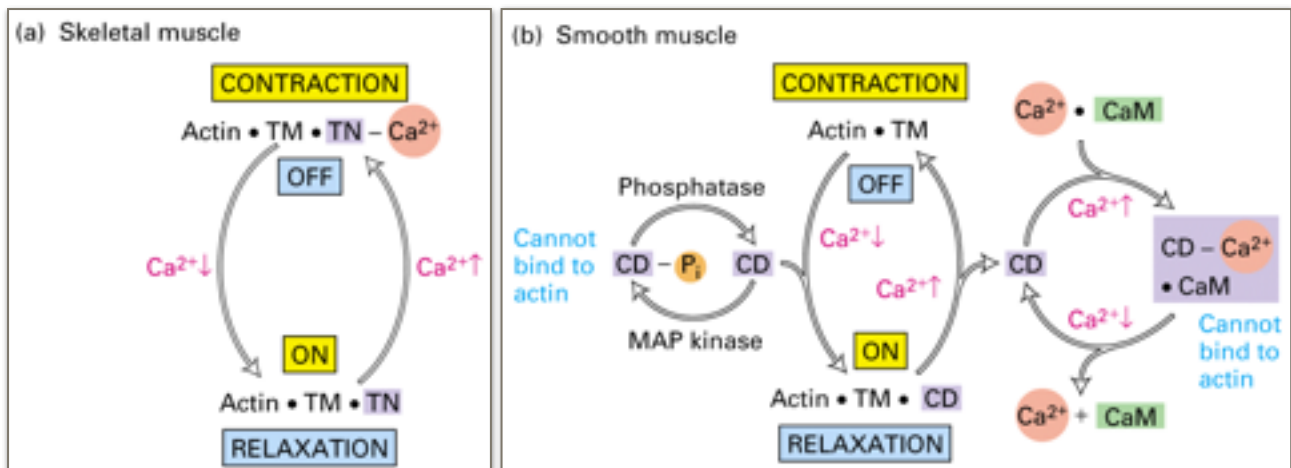 (a) Skeletal muscle
CONTRACTION
Actin • TM • TN – Ca²⁺
OFF
Ca²⁺↓
Ca²⁺↑
ON
Actin • TM • TN
RELAXATION
(b) Smooth muscle
CONTRACTION
Actin • TM
OFF
Phosphatase
Cannot
bind to
actin
CD – Pi
CD
MAP kinase
Ca²⁺↓
Ca²⁺↑
ON
Actin • TM • CD
RELAXATION
Ca²⁺ • CaM
Ca²⁺↑
CD
CD – Ca²⁺
• CaM
Ca²⁺↓
Cannot
bind to
actin
Ca²⁺ + CaM